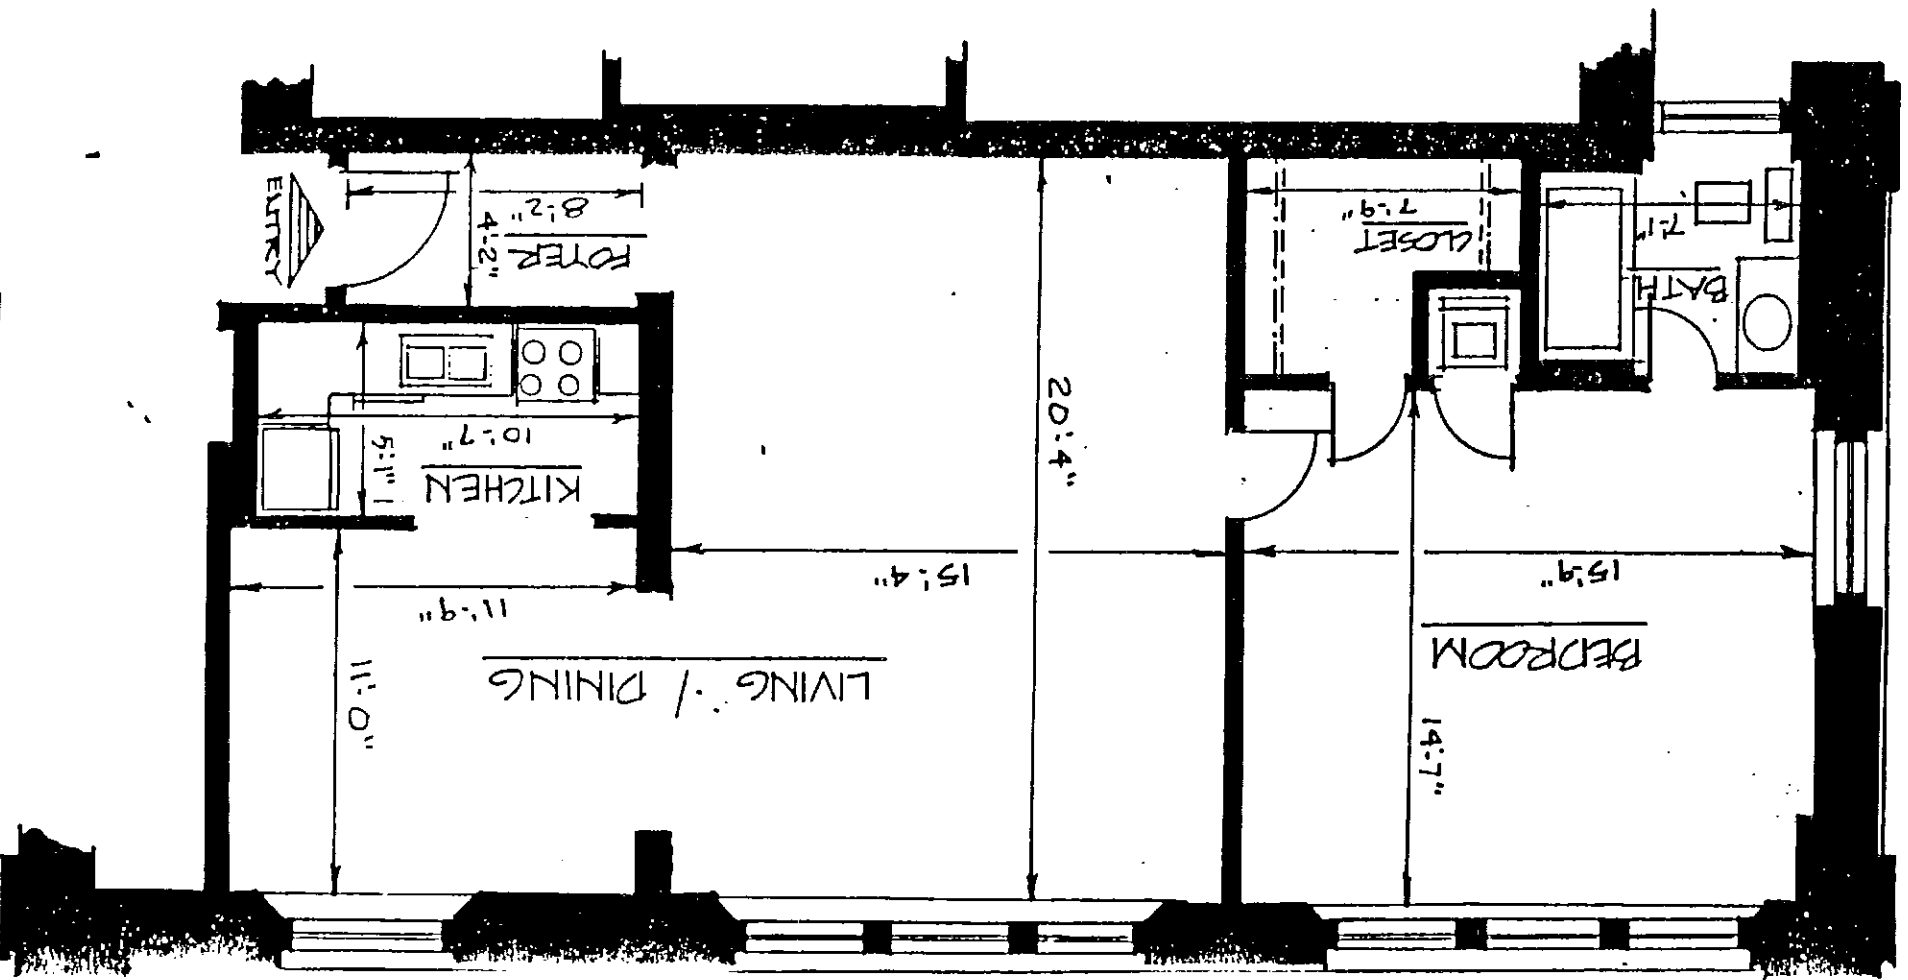 ENTRY
8'-2"
FOYER
4'-2"
7'-9"
CLOSET
7'-1"
BATH
10'-7"
KITCHEN
5'-1"
20'-4"
15'-4"
15'-9"
11'-9"
BEDROOM
LIVING / DINING
11'-0"
14'-7"